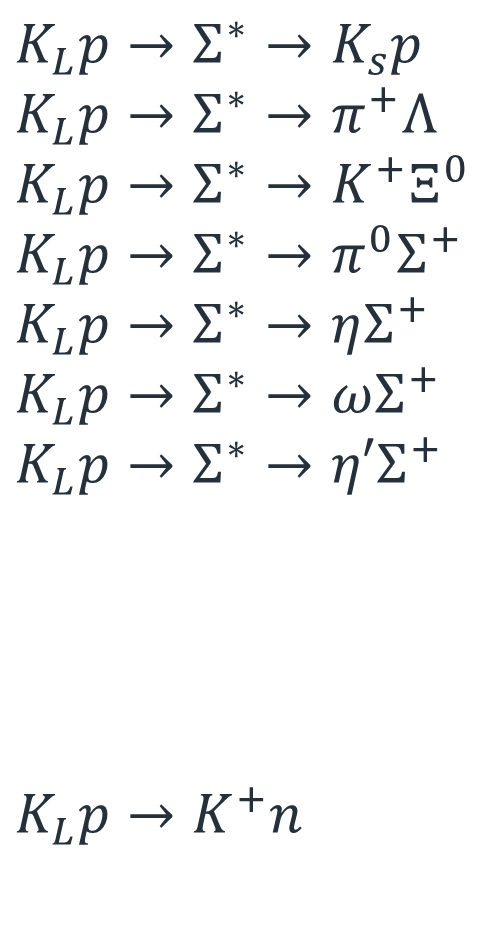 K_L p → Σ* → K_s p
K_L p → Σ* → π⁺Λ
K_L p → Σ* → K⁺Ξ⁰
K_L p → Σ* → π⁰Σ⁺
K_L p → Σ* → ηΣ⁺
K_L p → Σ* → ωΣ⁺
K_L p → Σ* → η′Σ⁺
K_L p → K⁺n